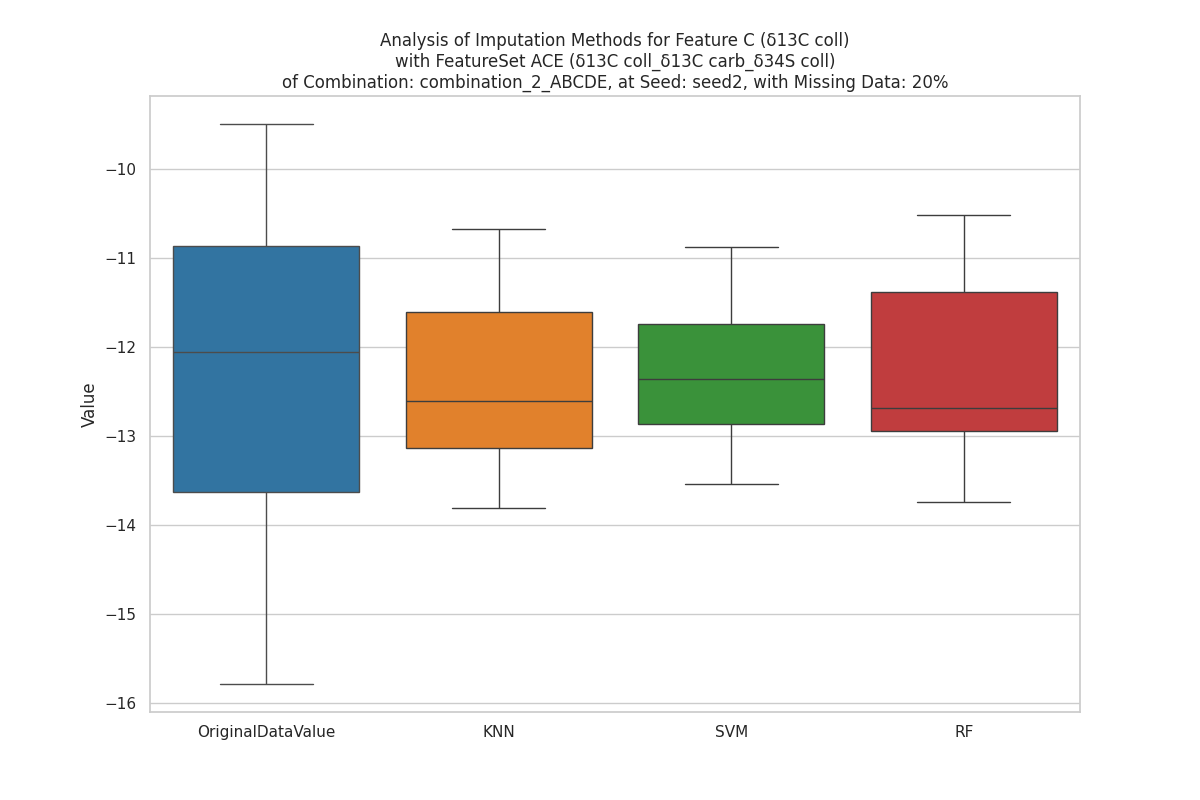 Analysis of Imputation Methods for Feature C (δ13C coll)
with FeatureSet ACE (δ13C coll_δ13C carb_δ34S coll)
of Combination: combination_2_ABCDE, at Seed: seed2, with Missing Data: 20%
Value
−10
−11
−12
−13
−14
−15
−16
OriginalDataValue
KNN
SVM
RF